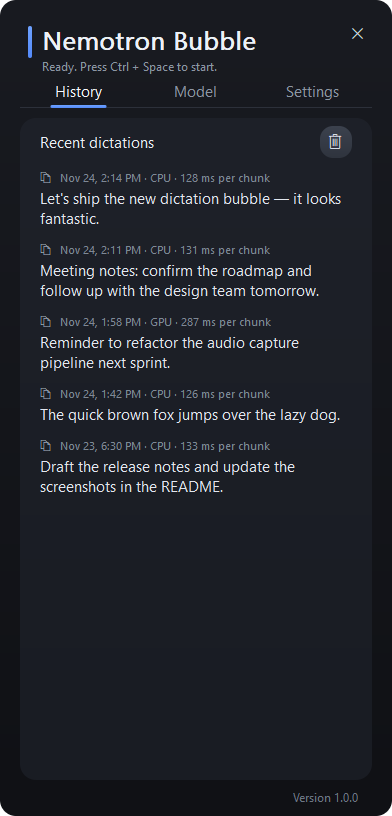 Nemotron Bubble
Ready. Press Ctrl + Space to start.
History Model Settings
Recent dictations
Nov 24, 2:14 PM · CPU · 128 ms per chunk
Let's ship the new dictation bubble — it looks
fantastic.
Nov 24, 2:11 PM · CPU · 131 ms per chunk
Meeting notes: confirm the roadmap and
follow up with the design team tomorrow.
Nov 24, 1:58 PM · GPU · 287 ms per chunk
Reminder to refactor the audio capture
pipeline next sprint.
Nov 24, 1:42 PM · CPU · 126 ms per chunk
The quick brown fox jumps over the lazy dog.
Nov 23, 6:30 PM · CPU · 133 ms per chunk
Draft the release notes and update the
screenshots in the README.
Version 1.0.0